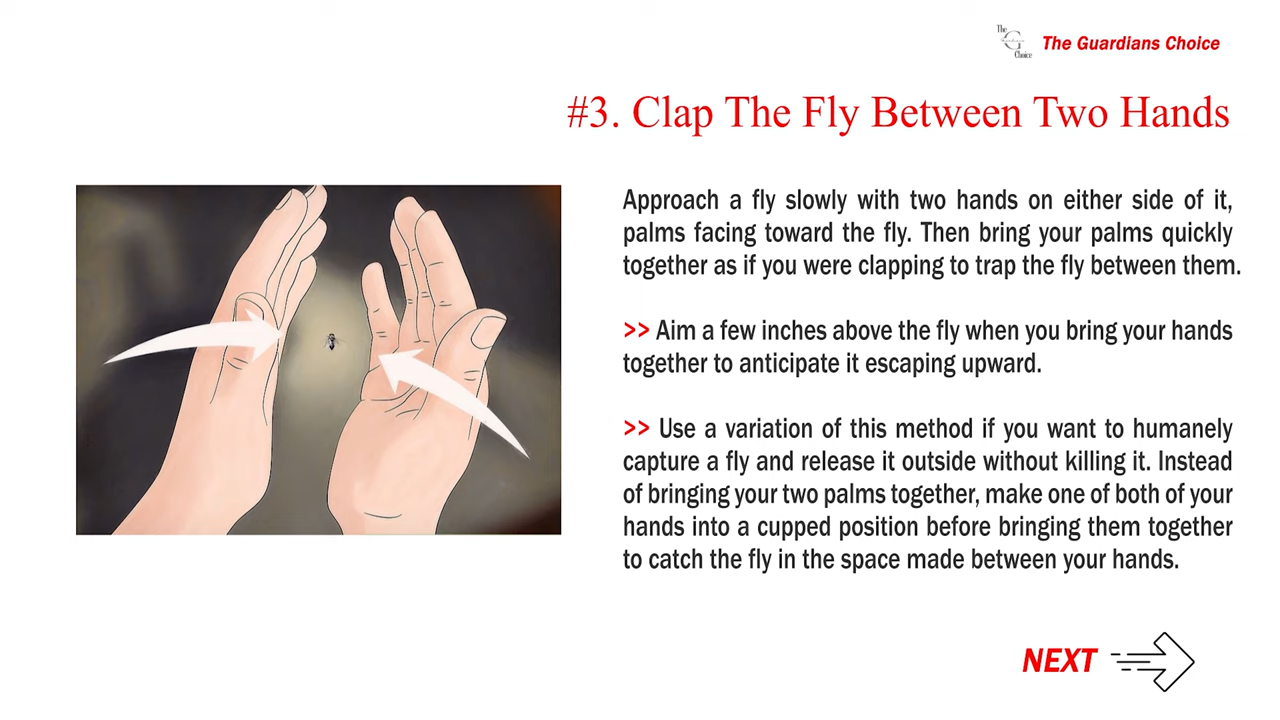 The
G
Choice
The Guardians Choice
#3. Clap The Fly Between Two Hands
Approach a fly slowly with two hands on either side of it,
palms facing toward the fly. Then bring your palms quickly
together as if you were clapping to trap the fly between them.
>> Aim a few inches above the fly when you bring your hands
together to anticipate it escaping upward.
>> Use a variation of this method if you want to humanely
capture a fly and release it outside without killing it. Instead
of bringing your two palms together, make one of both of your
hands into a cupped position before bringing them together
to catch the fly in the space made between your hands.
NEXT